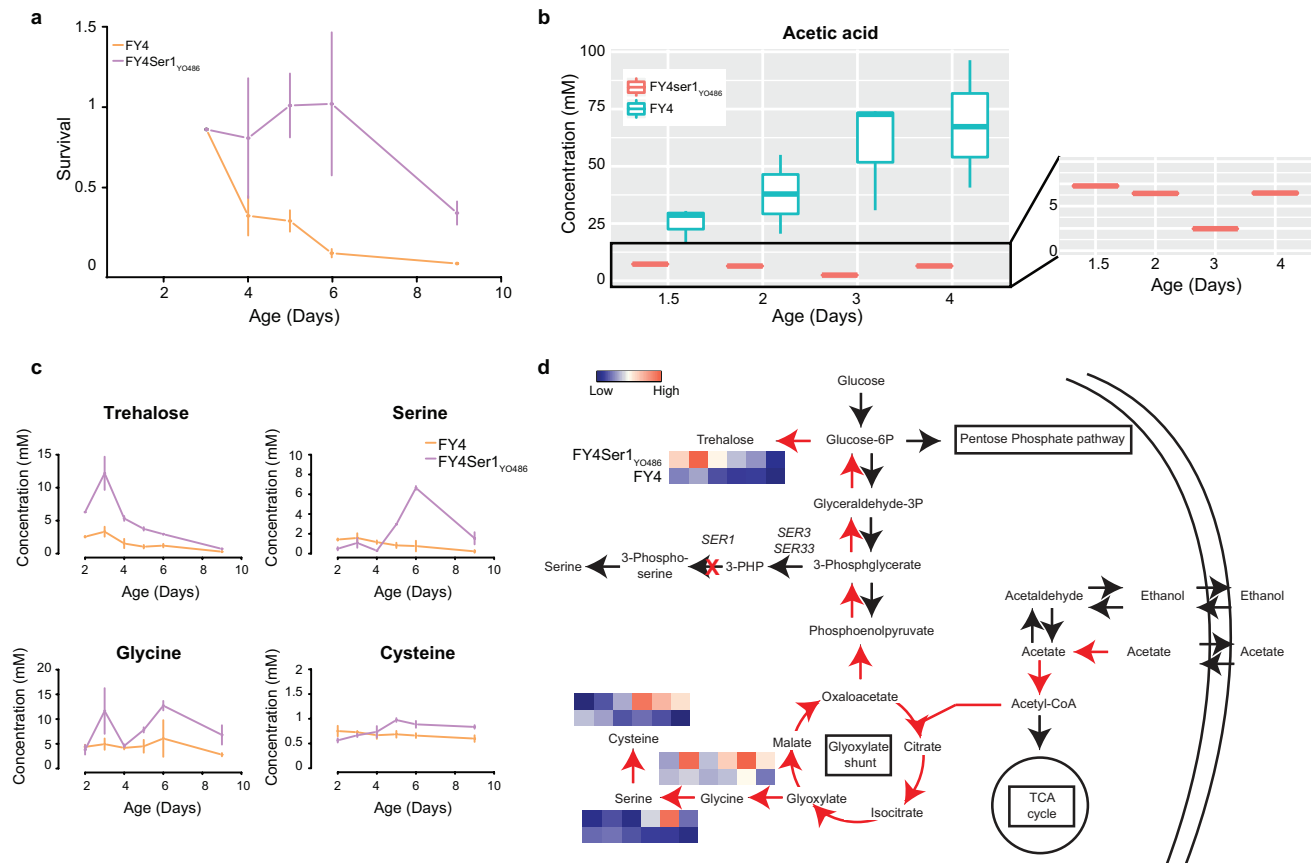 a
1.5
1
0.5
0
Survival
FY4
FY4Ser1YO486
2
4
6
8
10
Age (Days)
b
Acetic acid
100
75
50
25
0
Concentration (mM)
FY4ser1YO486
FY4
1.5
2
3
4
Age (Days)
5
0
1.5
2
3
4
Age (Days)
c
Trehalose
15
10
5
0
Concentration (mM)
2
4
6
8
10
Age (Days)
Serine
FY4
FY4Ser1YO486
10
8
6
4
2
0
Concentration (mM)
2
4
6
8
10
Age (Days)
Glycine
20
15
10
5
0
Concentration (mM)
2
4
6
8
10
Age (Days)
Cysteine
2
1.5
1
0.5
0
Concentration (mM)
2
4
6
8
10
Age (Days)
d
Low
High
Glucose
Trehalose
Glucose-6P
Pentose Phosphate pathway
FY4Ser1YO486
FY4
Glyceraldehyde-3P
SER1
SER3
SER33
Serine
3-Phospho-
serine
X
3-PHP
3-Phosphglycerate
Phosphoenolpyruvate
Acetaldehyde
Ethanol
Ethanol
Acetate
Acetate
Acetate
Acetyl-CoA
Oxaloacetate
Cysteine
Malate
Glyoxylate
shunt
Citrate
Serine
Glycine
Glyoxylate
Isocitrate
TCA
cycle